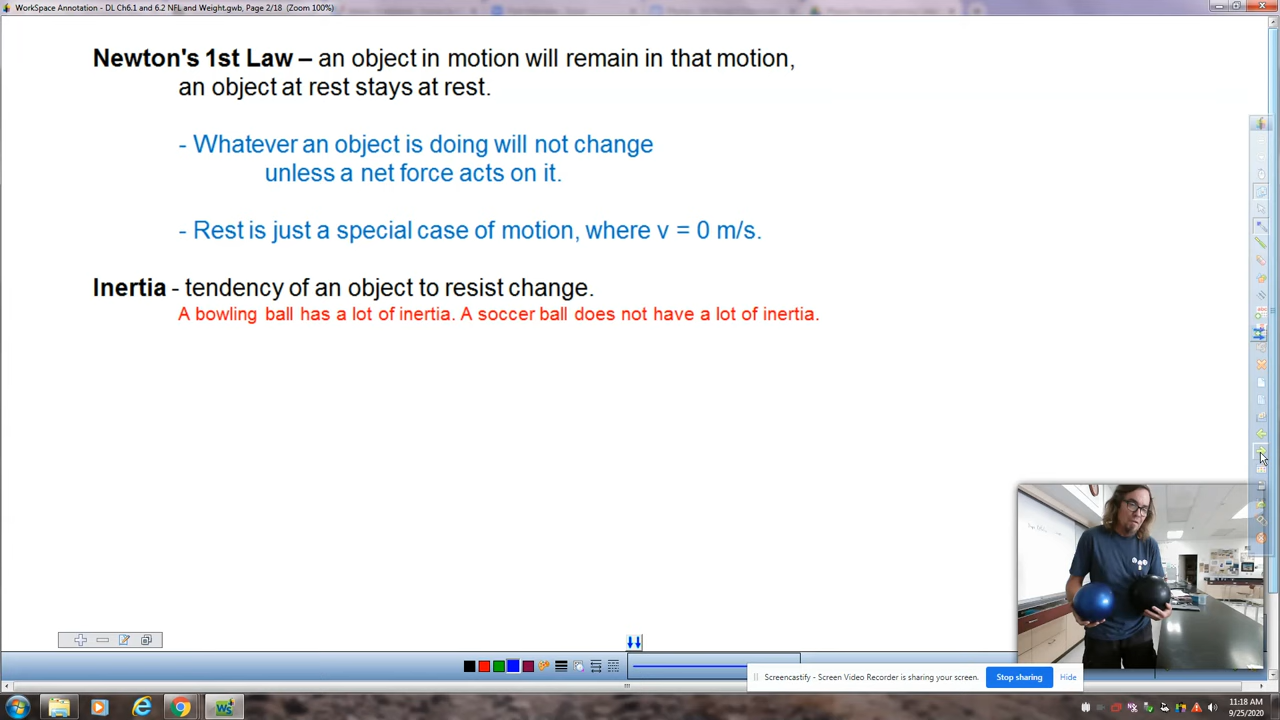 WorkSpace Annotation - DL Ch6.1 and 6.2 NFL and Weight.gwb, Page 2/18 (Zoom 100%)
Newton's 1st Law – an object in motion will remain in that motion,
an object at rest stays at rest.
- Whatever an object is doing will not change
unless a net force acts on it.
- Rest is just a special case of motion, where v = 0 m/s.
Inertia - tendency of an object to resist change.
A bowling ball has a lot of inertia. A soccer ball does not have a lot of inertia.
Screencastify - Screen Video Recorder is sharing your screen.
Stop sharing
Hide
11:18 AM
9/25/2020